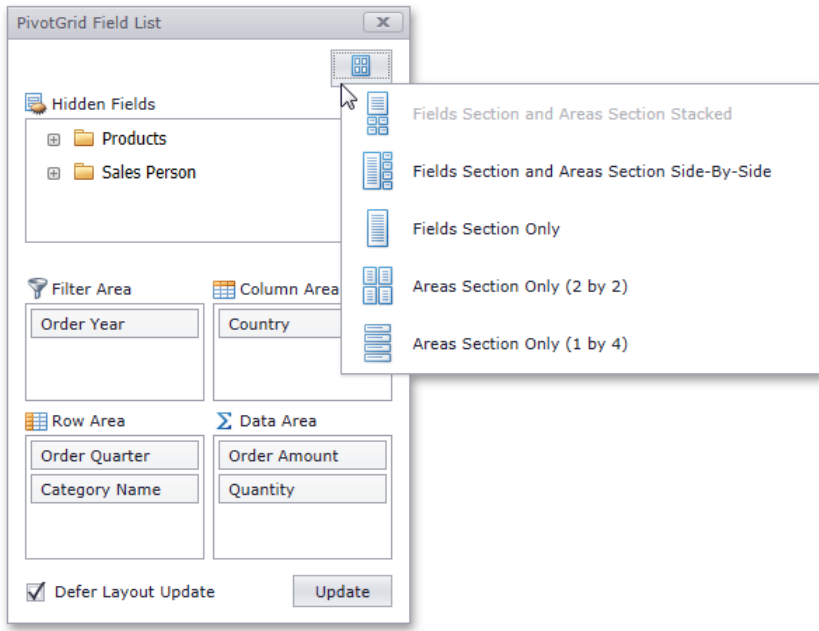 PivotGrid Field List
Hidden Fields
Products
Sales Person
Fields Section and Areas Section Stacked
Fields Section and Areas Section Side-By-Side
Fields Section Only
Areas Section Only (2 by 2)
Areas Section Only (1 by 4)
Filter Area
Order Year
Column Area
Country
Row Area
Order Quarter
Category Name
Data Area
Order Amount
Quantity
Defer Layout Update
Update